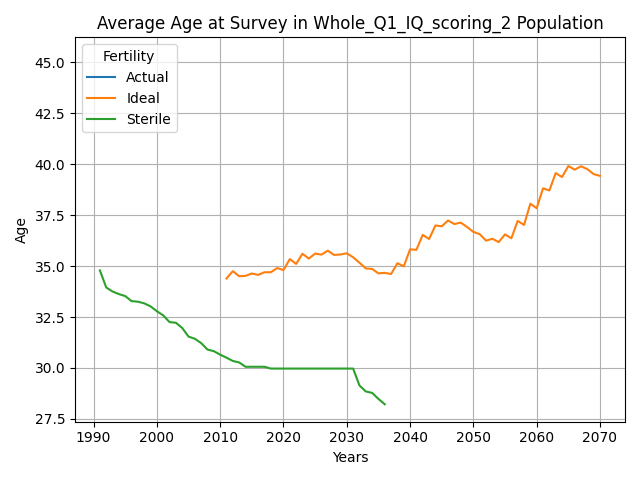 Average Age at Survey in Whole_Q1_IQ_scoring_2 Population
Fertility
Actual
Ideal
Sterile
45.0
42.5
40.0
37.5
35.0
32.5
30.0
27.5
Age
1990 2000 2010 2020 2030 2040 2050 2060 2070
Years